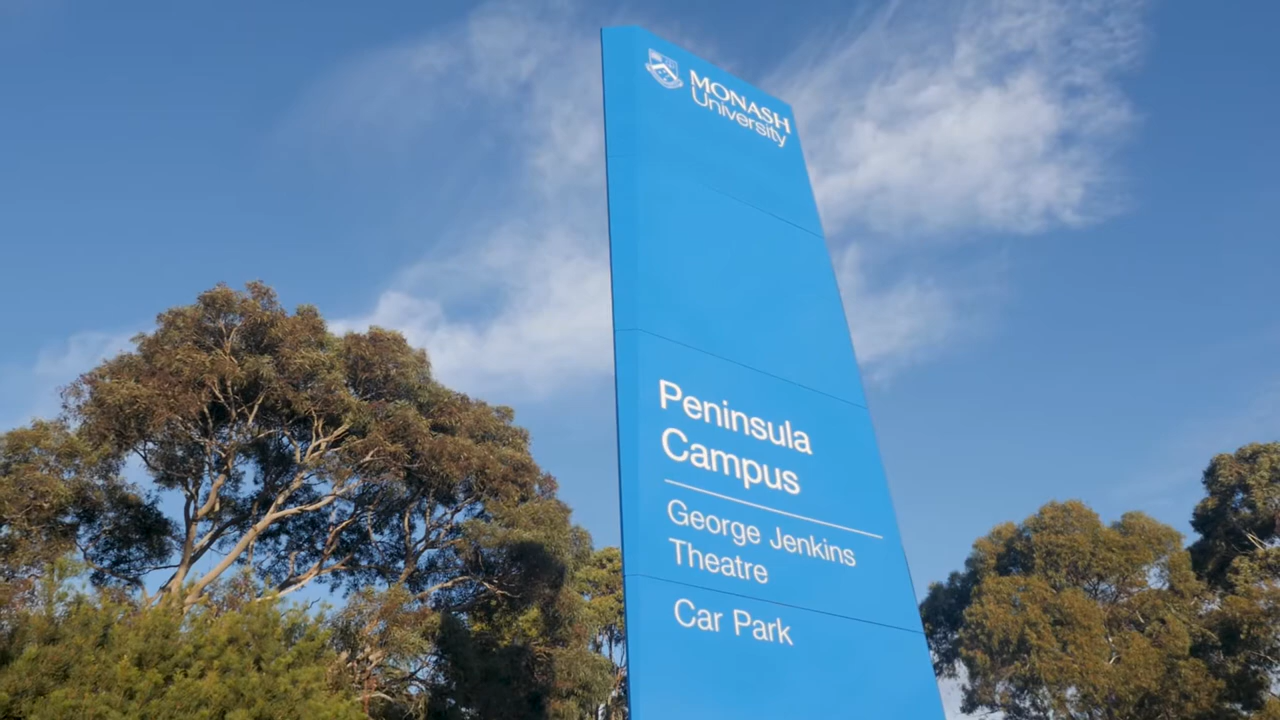 MONASH
University
Peninsula
Campus
George Jenkins
Theatre
Car Park